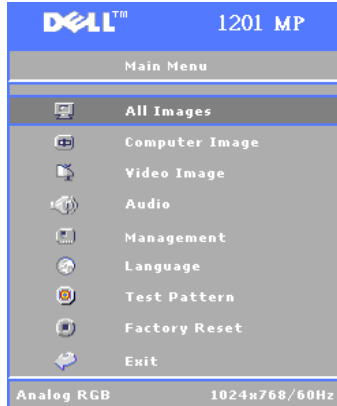 DELL™ 1201 MP
Main Menu
All Images
Computer Image
Video Image
Audio
Management
Language
Test Pattern
Factory Reset
Exit
Analog RGB 1024x768/60Hz